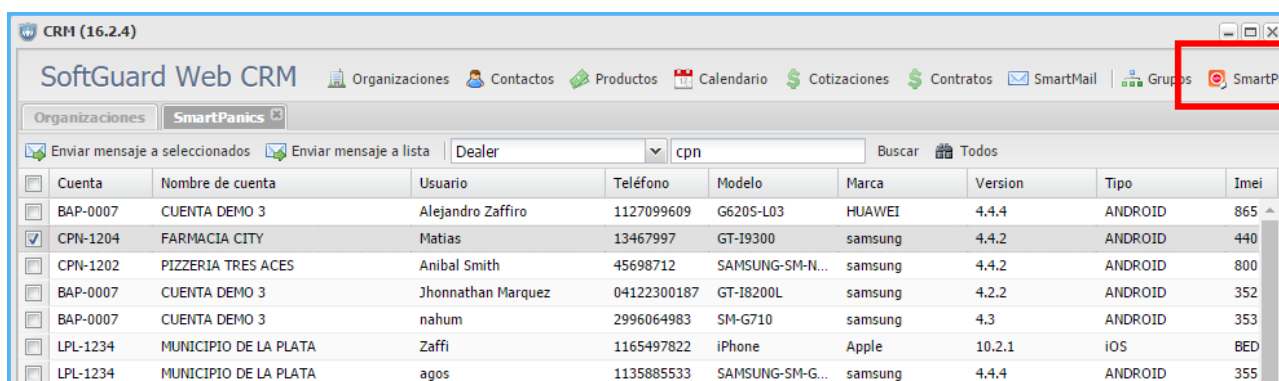 CRM (16.2.4)
SoftGuard Web CRM Organizaciones Contactos Productos Calendario Cotizaciones Contratos SmartMail Grupos SmartP
Organizaciones SmartPanics
Enviar mensaje a seleccionados Enviar mensaje a lista Dealer cpn Buscar Todos
Cuenta Nombre de cuenta Usuario Teléfono Modelo Marca Version Tipo Imei
BAP-0007 CUENTA DEMO 3 Alejandro Zaffiro 1127099609 G620S-L03 HUAWEI 4.4.4 ANDROID 865
CPN-1204 FARMACIA CITY Matias 13467997 GT-I9300 samsung 4.4.2 ANDROID 440
CPN-1202 PIZZERIA TRES ACES Anibal Smith 45698712 SAMSUNG-SM-N... samsung 4.4.2 ANDROID 800
BAP-0007 CUENTA DEMO 3 Jhonnathan Marquez 04122300187 GT-I8200L samsung 4.2.2 ANDROID 352
BAP-0007 CUENTA DEMO 3 nahum 2996064983 SM-G710 samsung 4.3 ANDROID 353
LPL-1234 MUNICIPIO DE LA PLATA Zaffi 1165497822 iPhone Apple 10.2.1 iOS BED
LPL-1234 MUNICIPIO DE LA PLATA agos 1135885533 SAMSUNG-SM-G... samsung 4.4.4 ANDROID 355